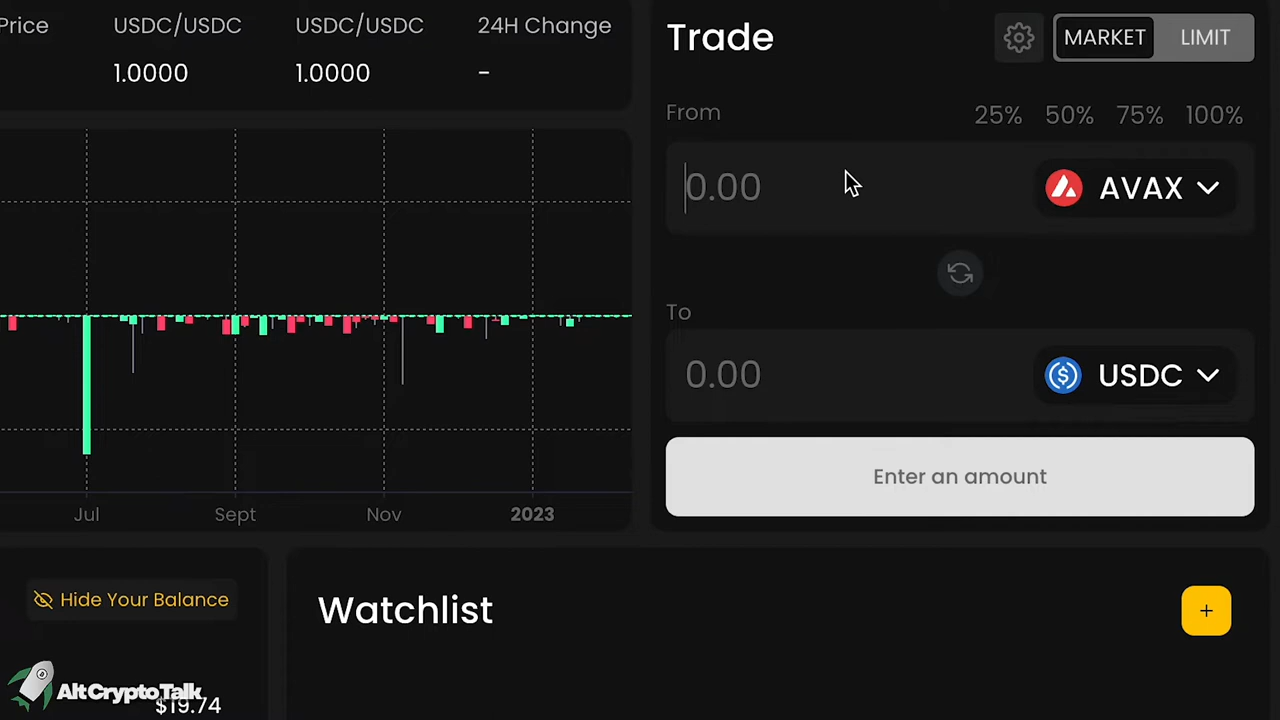 Price
USDC/USDC
USDC/USDC
24H Change
1.0000
1.0000
-
Trade
MARKET
LIMIT
From
25%
50%
75%
100%
0.00
AVAX
To
0.00
USDC
Enter an amount
Jul
Sept
Nov
2023
Hide Your Balance
Watchlist
+
AltCryptoTalk
$19.74